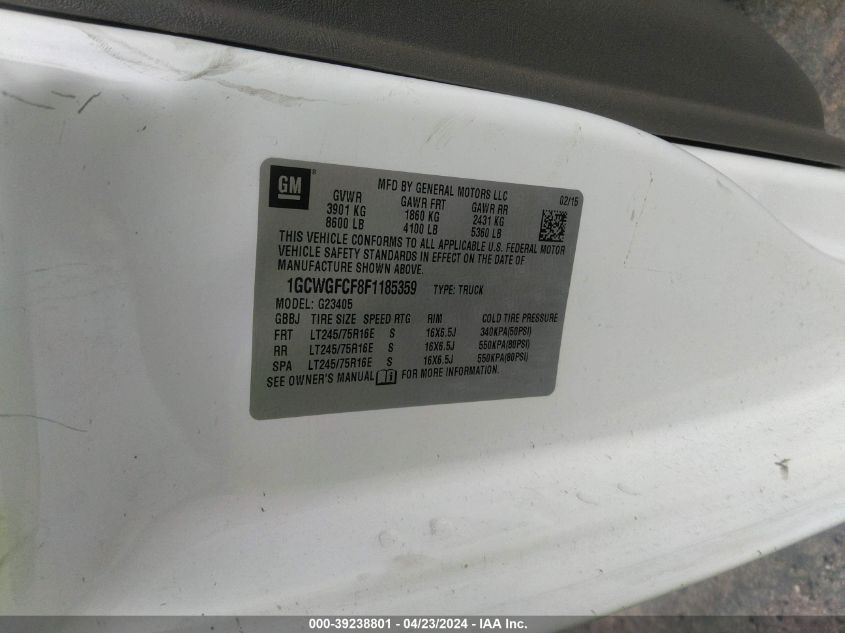 GM
MFD BY GENERAL MOTORS LLC 02/15
GVWR GAWR FRT GAWR RR
3901 KG 1860 KG 2431 KG
8600 LB 4100 LB 5360 LB
THIS VEHICLE CONFORMS TO ALL APPLICABLE U.S. FEDERAL MOTOR
VEHICLE SAFETY STANDARDS IN EFFECT ON THE DATE OF
MANUFACTURE SHOWN ABOVE.
1GCWGFCF8F1185359 TYPE: TRUCK
MODEL: G23405
GBBJ TIRE SIZE SPEED RTG RIM COLD TIRE PRESSURE
FRT LT245/75R16E S 16X6.5J 340KPA(50PSI)
RR LT245/75R16E S 16X6.5J 550KPA(80PSI)
SPA LT245/75R16E S 16X6.5J 550KPA(80PSI)
SEE OWNER'S MANUAL FOR MORE INFORMATION.
000-39238801 - 04/23/2024 - IAA Inc.